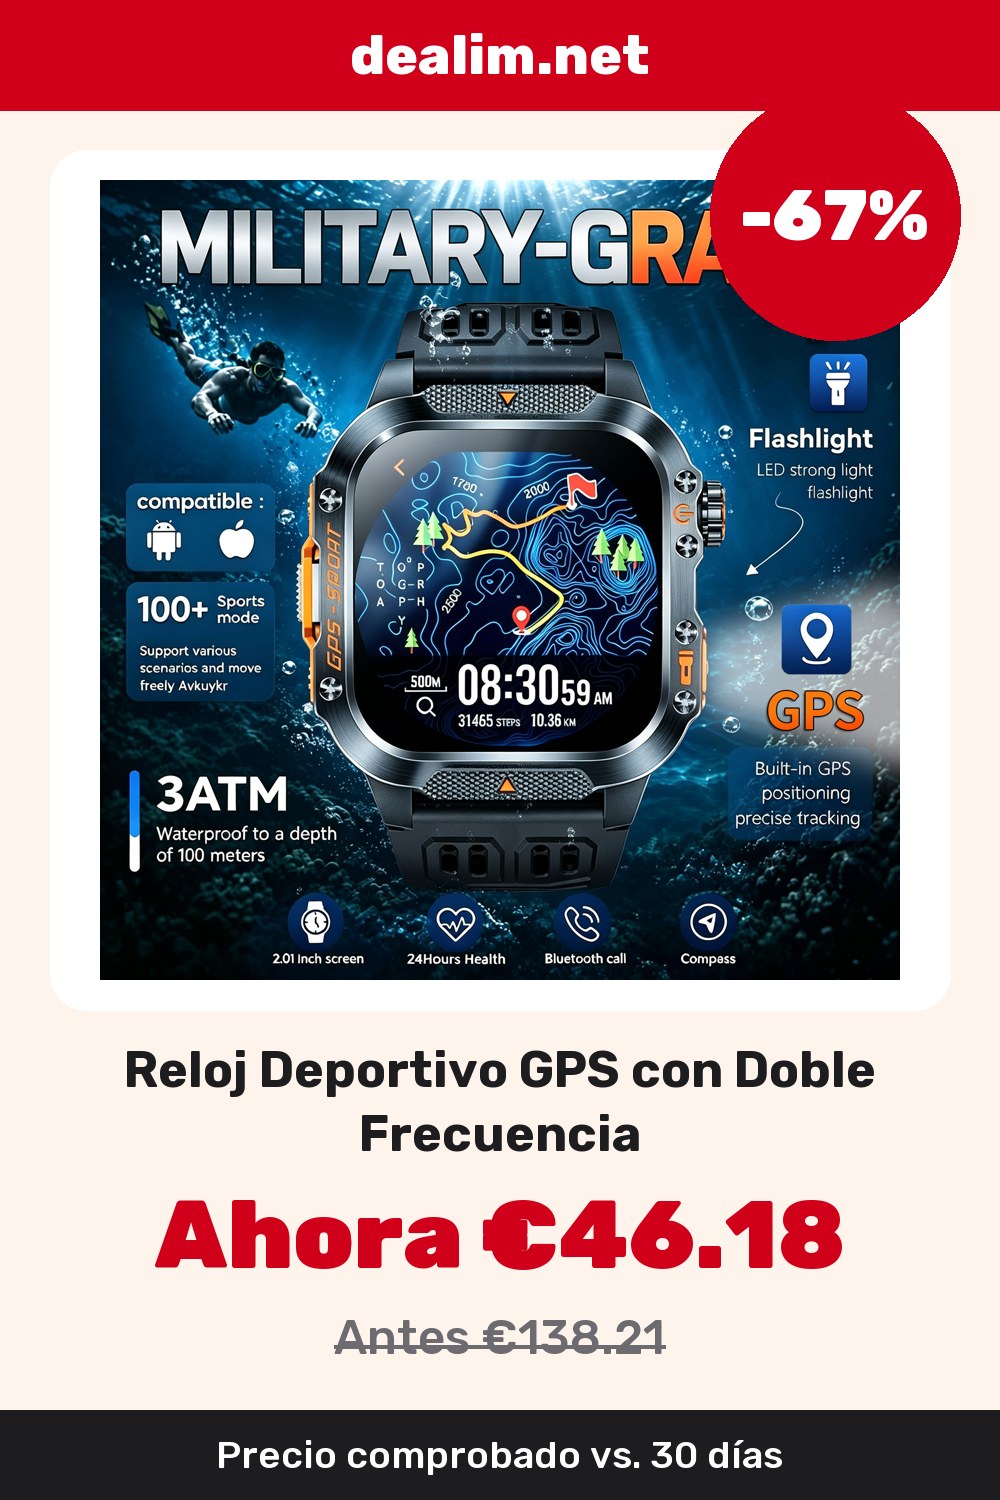 dealim.net
-67%
MILITARY-GRA
Flashlight
LED strong light
flashlight
compatible :
100+ Sports
mode
Support various
scenarios and move
freely Avkuykr
GPS - SPORT
1700
2000
2600
TOPOGRAPHY
500M
08:30 59 AM
31465 STEPS 10.36 KM
GPS
Built-in GPS
positioning
precise tracking
3ATM
Waterproof to a depth
of 100 meters
2.01 Inch screen
24Hours Health
Bluetooth call
Compass
Reloj Deportivo GPS con Doble
Frecuencia
Ahora €46.18
Antes €138.21
Precio comprobado vs. 30 días